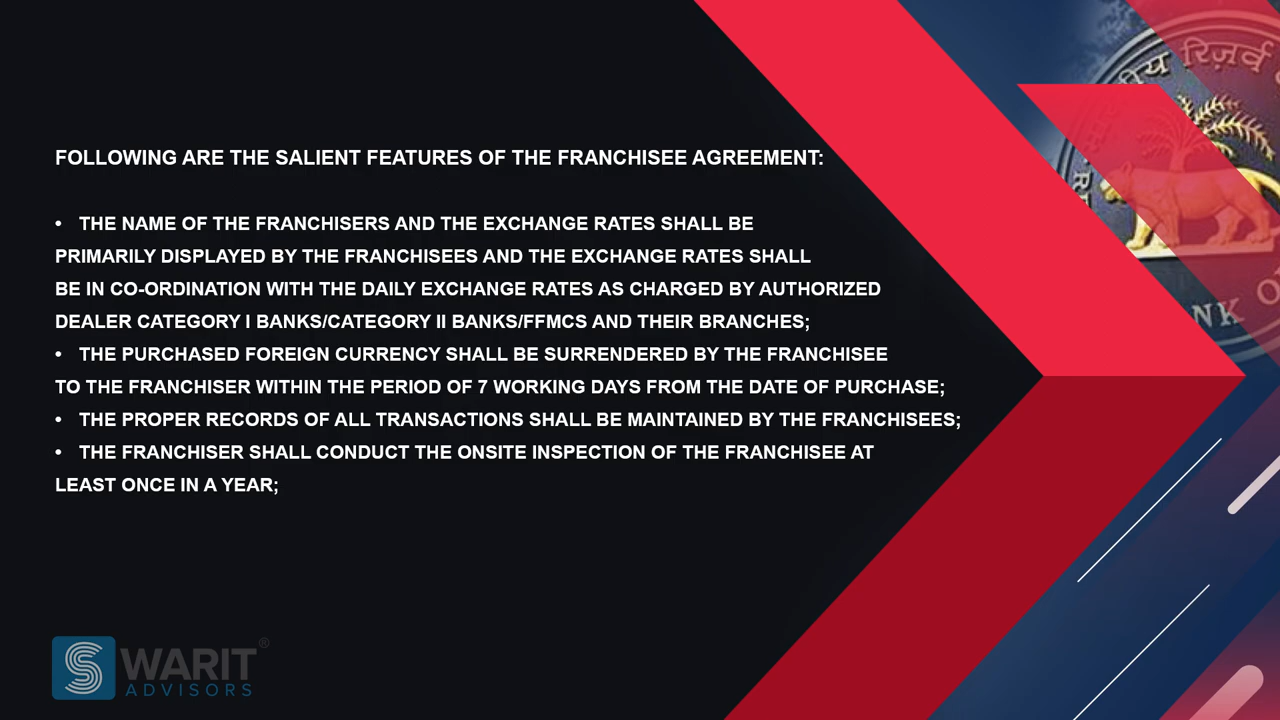 FOLLOWING ARE THE SALIENT FEATURES OF THE FRANCHISEE AGREEMENT:
• THE NAME OF THE FRANCHISERS AND THE EXCHANGE RATES SHALL BE
PRIMARILY DISPLAYED BY THE FRANCHISEES AND THE EXCHANGE RATES SHALL
BE IN CO-ORDINATION WITH THE DAILY EXCHANGE RATES AS CHARGED BY AUTHORIZED
DEALER CATEGORY I BANKS/CATEGORY II BANKS/FFMCS AND THEIR BRANCHES;
• THE PURCHASED FOREIGN CURRENCY SHALL BE SURRENDERED BY THE FRANCHISEE
TO THE FRANCHISER WITHIN THE PERIOD OF 7 WORKING DAYS FROM THE DATE OF PURCHASE;
• THE PROPER RECORDS OF ALL TRANSACTIONS SHALL BE MAINTAINED BY THE FRANCHISEES;
• THE FRANCHISER SHALL CONDUCT THE ONSITE INSPECTION OF THE FRANCHISEE AT
LEAST ONCE IN A YEAR;
S WARIT®
ADVISORS
रिज़र्व